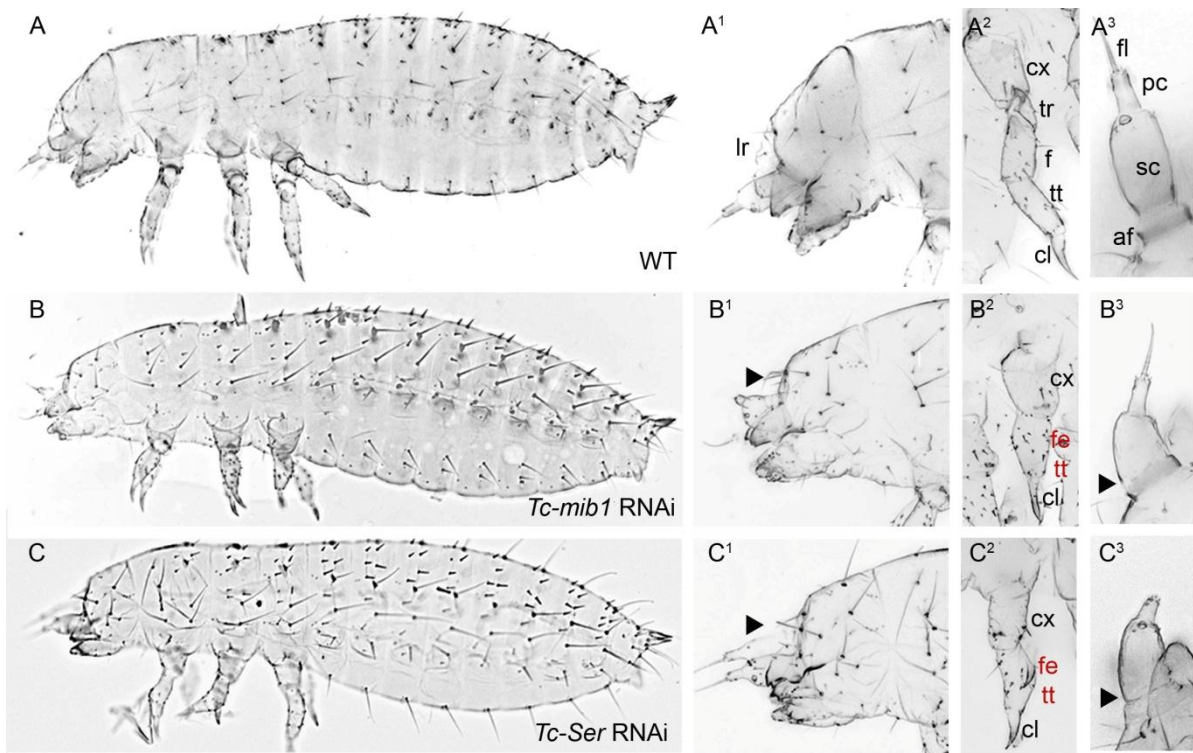 A
WT
A¹
lr
A²
cx
tr
f
tt
cl
A³
fl
pc
sc
af
B
Tc-mib1 RNAi
B¹
B²
cx
fe
tt
cl
B³
C
Tc-Ser RNAi
C¹
C²
cx
fe
tt
cl
C³